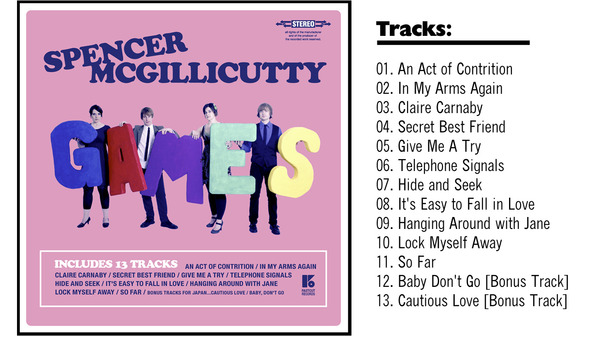 STEREO
SPENCER
MCGILLICUTTY
GAMES
INCLUDES 13 TRACKS AN ACT OF CONTRITION / IN MY ARMS AGAIN
CLAIRE CARNABY / SECRET BEST FRIEND / GIVE ME A TRY / TELEPHONE SIGNALS
HIDE AND SEEK / IT'S EASY TO FALL IN LOVE / HANGING AROUND WITH JANE
LOCK MYSELF AWAY / SO FAR / BONUS TRACKS FOR JAPAN...CAUTIOUS LOVE / BABY, DON'T GO
RECORDS
Tracks:
01. An Act of Contrition
02. In My Arms Again
03. Claire Carnaby
04. Secret Best Friend
05. Give Me A Try
06. Telephone Signals
07. Hide and Seek
08. It's Easy to Fall in Love
09. Hanging Around with Jane
10. Lock Myself Away
11. So Far
12. Baby Don't Go [Bonus Track]
13. Cautious Love [Bonus Track]